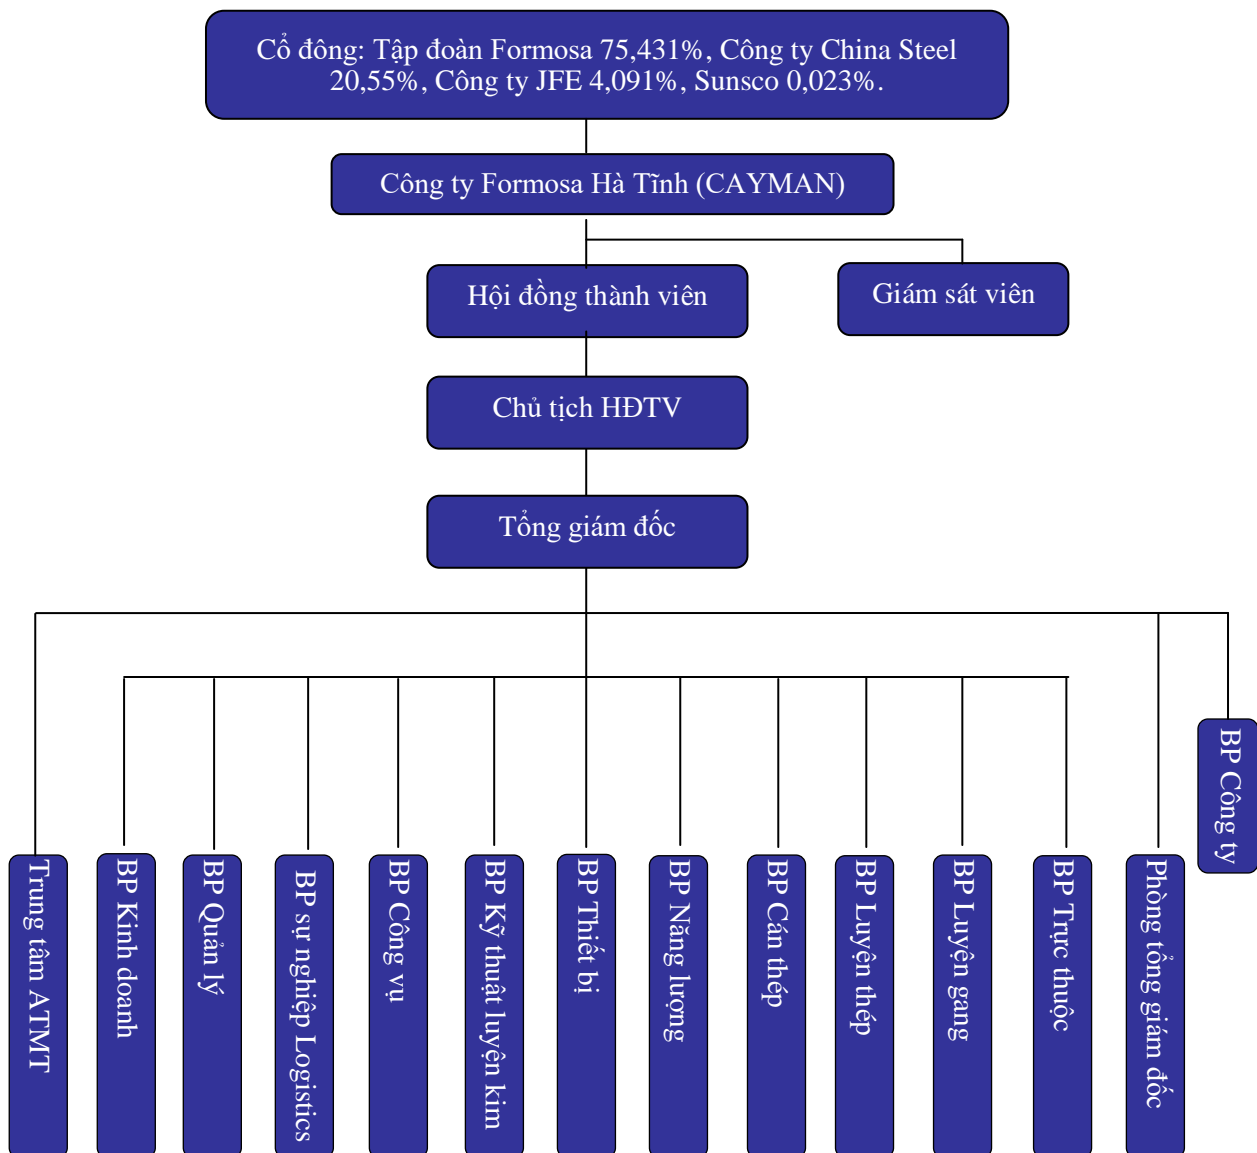 Cổ đông: Tập đoàn Formosa 75,431%, Công ty China Steel
20,55%, Công ty JFE 4,091%, Sunsco 0,023%.
Công ty Formosa Hà Tĩnh (CAYMAN)
Hội đồng thành viên
Giám sát viên
Chủ tịch HĐTV
Tổng giám đốc
Trung tâm ATMT
BP Kinh doanh
BP Quản lý
BP sự nghiệp Logistics
BP Công vụ
BP Kỹ thuật luyện kim
BP Thiết bị
BP Năng lượng
BP Cán thép
BP Luyện thép
BP Luyện gang
BP Trực thuộc
Phòng tổng giám đốc
BP Công ty